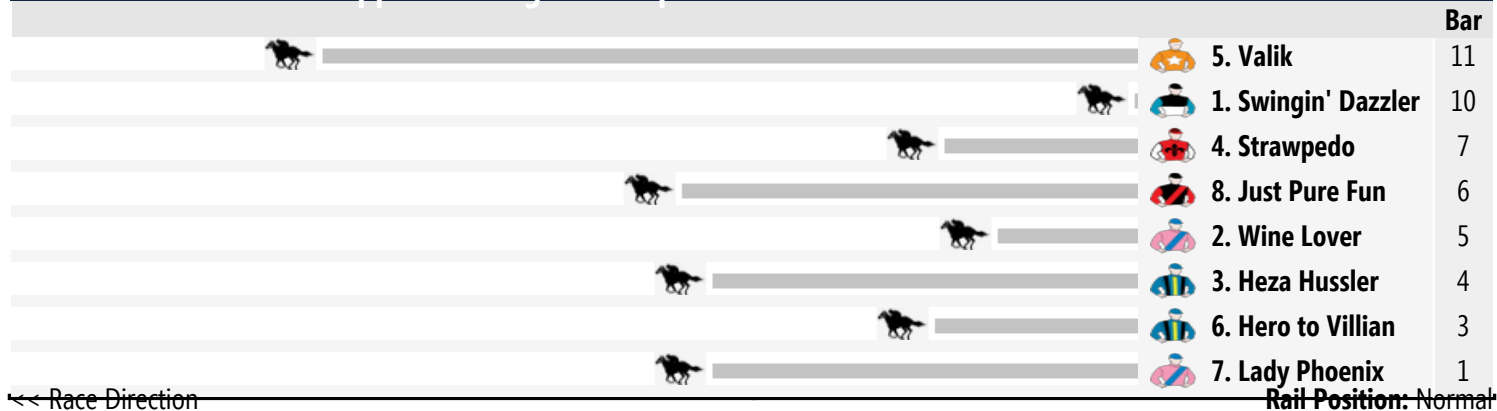 Bar
5. Valik 11
1. Swingin' Dazzler 10
4. Strawpedo 7
8. Just Pure Fun 6
2. Wine Lover 5
3. Heza Hussler 4
6. Hero to Villian 3
7. Lady Phoenix 1
<< Race Direction Rail Position: Normal